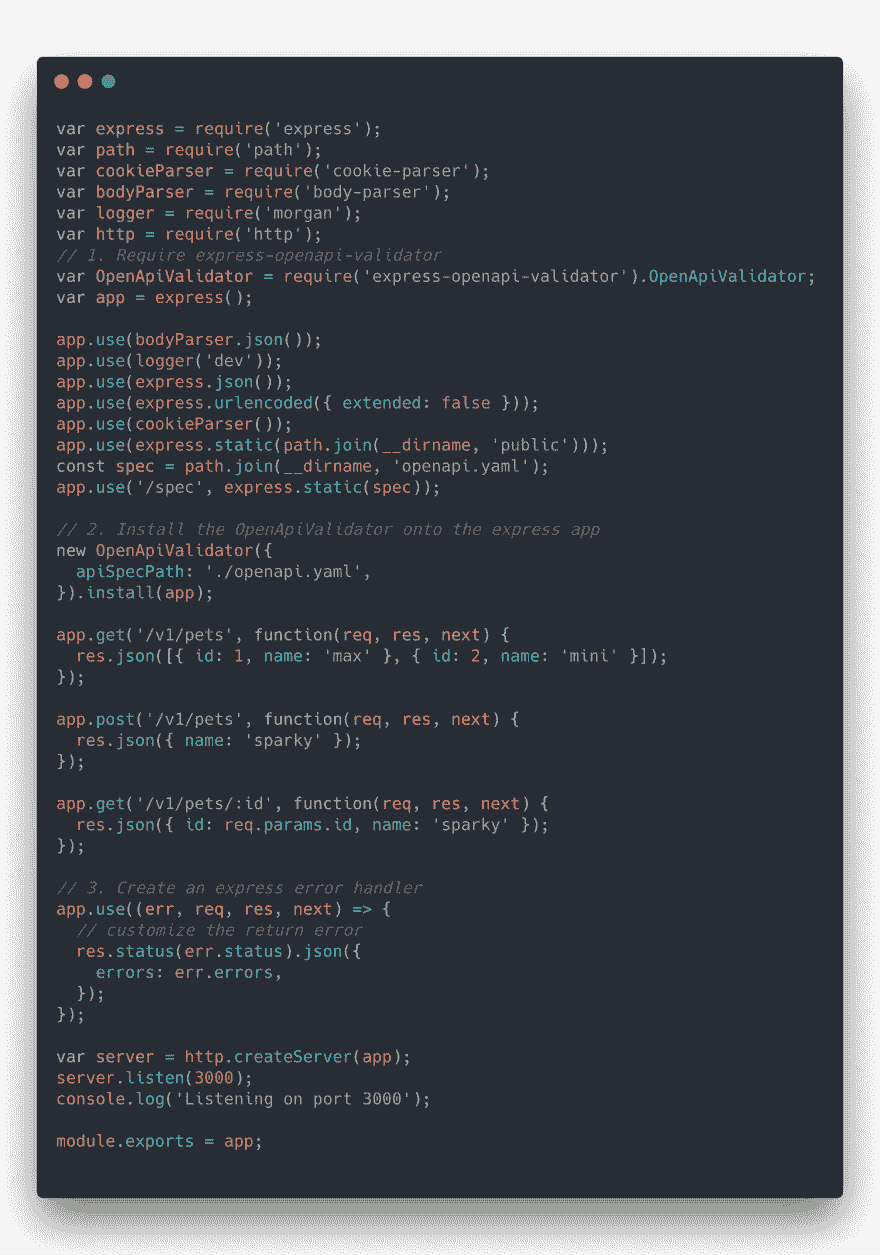 var express = require('express');
var path = require('path');
var cookieParser = require('cookie-parser');
var bodyParser = require('body-parser');
var logger = require('morgan');
var http = require('http');
// 1. Require express-openapi-validator
var OpenApiValidator = require('express-openapi-validator').OpenApiValidator;
var app = express();

app.use(bodyParser.json());
app.use(logger('dev'));
app.use(express.json());
app.use(express.urlencoded({ extended: false }));
app.use(cookieParser());
app.use(express.static(path.join(__dirname, 'public')));
const spec = path.join(__dirname, 'openapi.yaml');
app.use('/spec', express.static(spec));

// 2. Install the OpenApiValidator onto the express app
new OpenApiValidator({
  apiSpecPath: './openapi.yaml',
}).install(app);

app.get('/v1/pets', function(req, res, next) {
  res.json([{ id: 1, name: 'max' }, { id: 2, name: 'mini' }]);
});

app.post('/v1/pets', function(req, res, next) {
  res.json({ name: 'sparky' });
});

app.get('/v1/pets/:id', function(req, res, next) {
  res.json({ id: req.params.id, name: 'sparky' });
});

// 3. Create an express error handler
app.use((err, req, res, next) => {
  // customize the return error
  res.status(err.status).json({
    errors: err.errors,
  });
});

var server = http.createServer(app);
server.listen(3000);
console.log('Listening on port 3000');

module.exports = app;